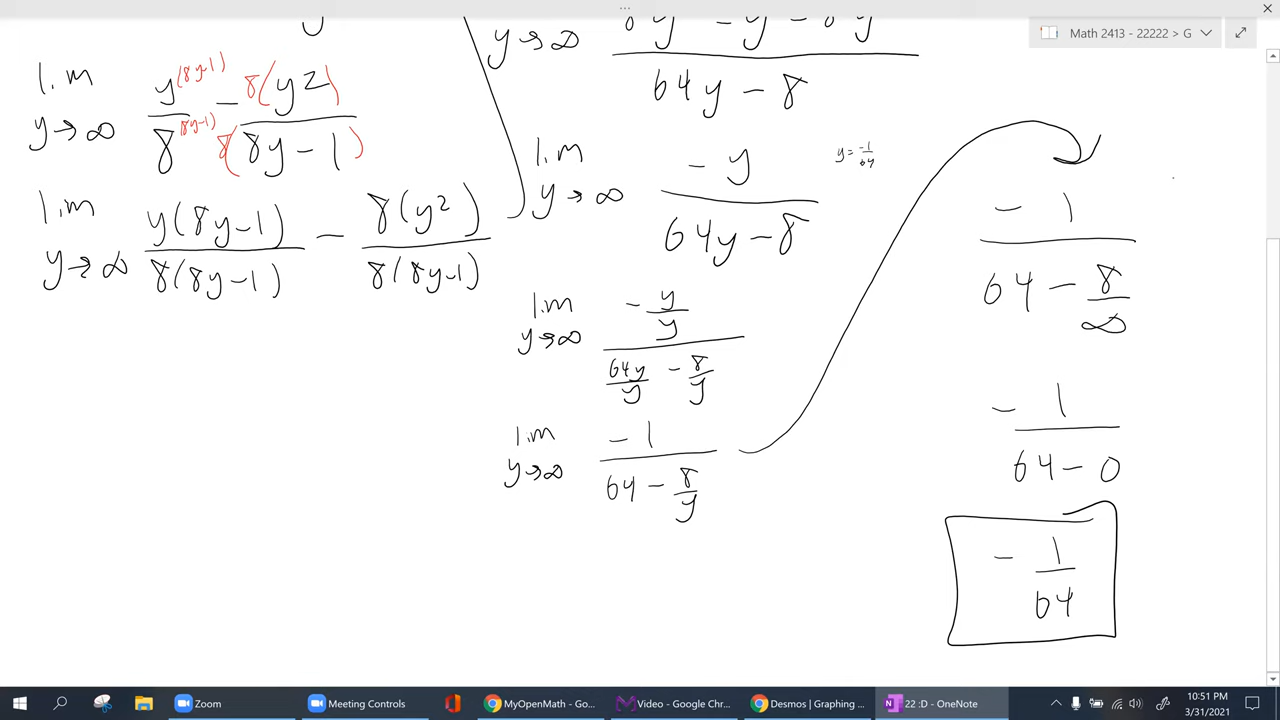 Math 2413 - 22222 > G
lim y→∞ y(8y-1)/8(8y-1) - 8(y2)/8(8y-1)
lim y→∞ y(8y-1)/8(8y-1) - 8(y²)/8(8y-1)
y→∞
64y - 8
lim y→∞ -y/(64y - 8)
y = -1/64
lim y→∞ (-y/y)/(64y/y - 8/y)
lim y→∞ -1/(64 - 8/y)
-1/(64 - 8/∞)
-1/(64 - 0)
-1/64
Zoom
Meeting Controls
MyOpenMath - Go...
Video - Google Chr...
Desmos | Graphing ...
22 :D - OneNote
10:51 PM
3/31/2021